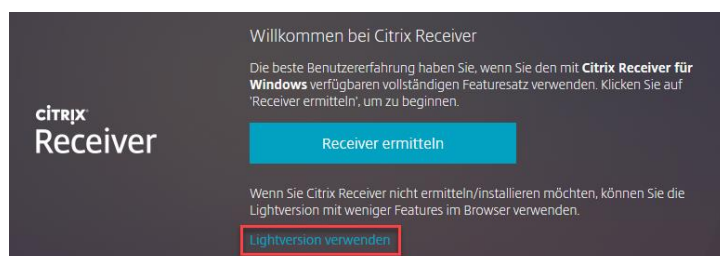 Willkommen bei Citrix Receiver
Die beste Benutzererfahrung haben Sie, wenn Sie den mit Citrix Receiver für
Windows verfügbaren vollständigen Featuresatz verwenden. Klicken Sie auf
'Receiver ermitteln', um zu beginnen.
CİTRIX
Receiver
Receiver ermitteln
Wenn Sie Citrix Receiver nicht ermitteln/installieren möchten, können Sie die
Lightversion mit weniger Features im Browser verwenden.
Lightversion verwenden